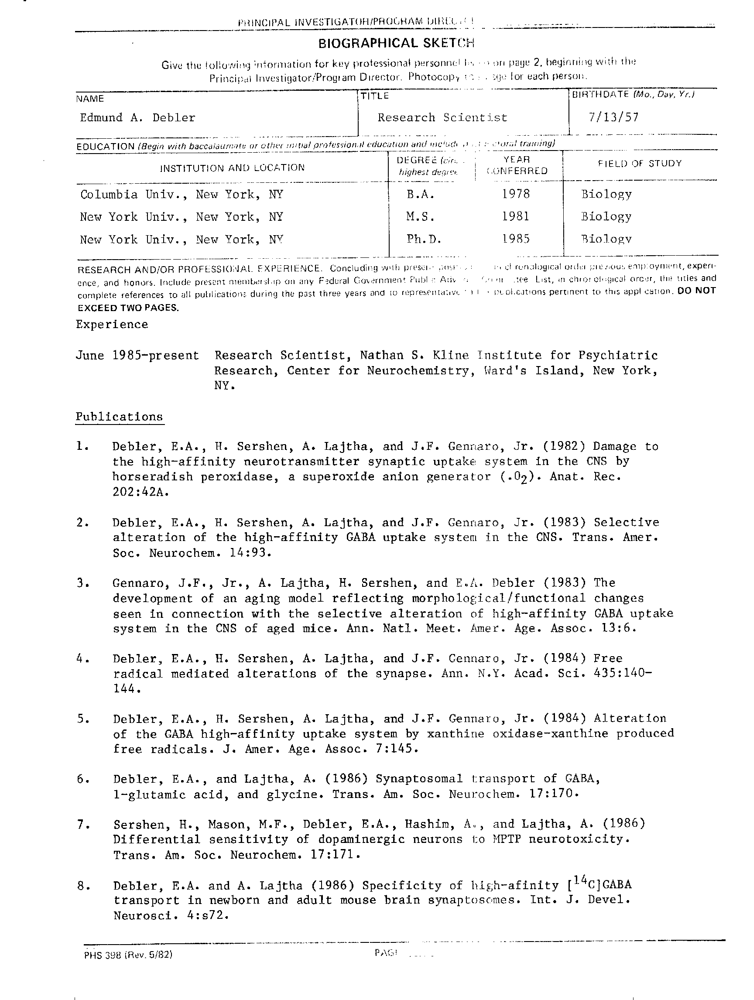 PRINCIPAL INVESTIGATOR/PROGRAM
BIOGRAPHICAL SKETCH
Give the following information for key professional personnel on page 2, beginning with the
Principal Investigator/Program Director. Photocopy for each person.
NAME TITLE BIRTHDATE (Mo., Day, Yr.)
Edmund A. Debler Research Scientist 7/13/57
EDUCATION (Begin with baccalaureate or other initial professional education and include training)
INSTITUTION AND LOCATION DEGREE highest degree YEAR CONFERRED FIELD OF STUDY
Columbia Univ., New York, NY B.A. 1978 Biology
New York Univ., New York, NY M.S. 1981 Biology
New York Univ., New York, NY Ph.D. 1985 Biology
RESEARCH AND/OR PROFESSIONAL EXPERIENCE. Concluding with present chronological order previous employment, experi-
ence, and honors. Include present membership on any Federal Government Public List, in chronological order, the titles and
complete references to all publications during the past three years and to representative publications pertinent to this application. DO NOT
EXCEED TWO PAGES.
Experience
June 1985-present Research Scientist, Nathan S. Kline Institute for Psychiatric
Research, Center for Neurochemistry, Ward's Island, New York,
NY.
Publications
1. Debler, E.A., H. Sershen, A. Lajtha, and J.F. Gennaro, Jr. (1982) Damage to
the high-affinity neurotransmitter synaptic uptake system in the CNS by
horseradish peroxidase, a superoxide anion generator (.O2). Anat. Rec.
202:42A.
2. Debler, E.A., H. Sershen, A. Lajtha, and J.F. Gennaro, Jr. (1983) Selective
alteration of the high-affinity GABA uptake system in the CNS. Trans. Amer.
Soc. Neurochem. 14:93.
3. Gennaro, J.F., Jr., A. Lajtha, H. Sershen, and E.A. Debler (1983) The
development of an aging model reflecting morphological/functional changes
seen in connection with the selective alteration of high-affinity GABA uptake
system in the CNS of aged mice. Ann. Natl. Meet. Amer. Age. Assoc. 13:6.
4. Debler, E.A., H. Sershen, A. Lajtha, and J.F. Gennaro, Jr. (1984) Free
radical mediated alterations of the synapse. Ann. N.Y. Acad. Sci. 435:140-
144.
5. Debler, E.A., H. Sershen, A. Lajtha, and J.F. Gennaro, Jr. (1984) Alteration
of the GABA high-affinity uptake system by xanthine oxidase-xanthine produced
free radicals. J. Amer. Age. Assoc. 7:145.
6. Debler, E.A., and Lajtha, A. (1986) Synaptosomal transport of GABA,
l-glutamic acid, and glycine. Trans. Am. Soc. Neurochem. 17:170.
7. Sershen, H., Mason, M.F., Debler, E.A., Hashim, A., and Lajtha, A. (1986)
Differential sensitivity of dopaminergic neurons to MPTP neurotoxicity.
Trans. Am. Soc. Neurochem. 17:171.
8. Debler, E.A. and A. Lajtha (1986) Specificity of high-afinity [14C]GABA
transport in newborn and adult mouse brain synaptosomes. Int. J. Devel.
Neurosci. 4:s72.
PHS 398 (Rev. 5/82)